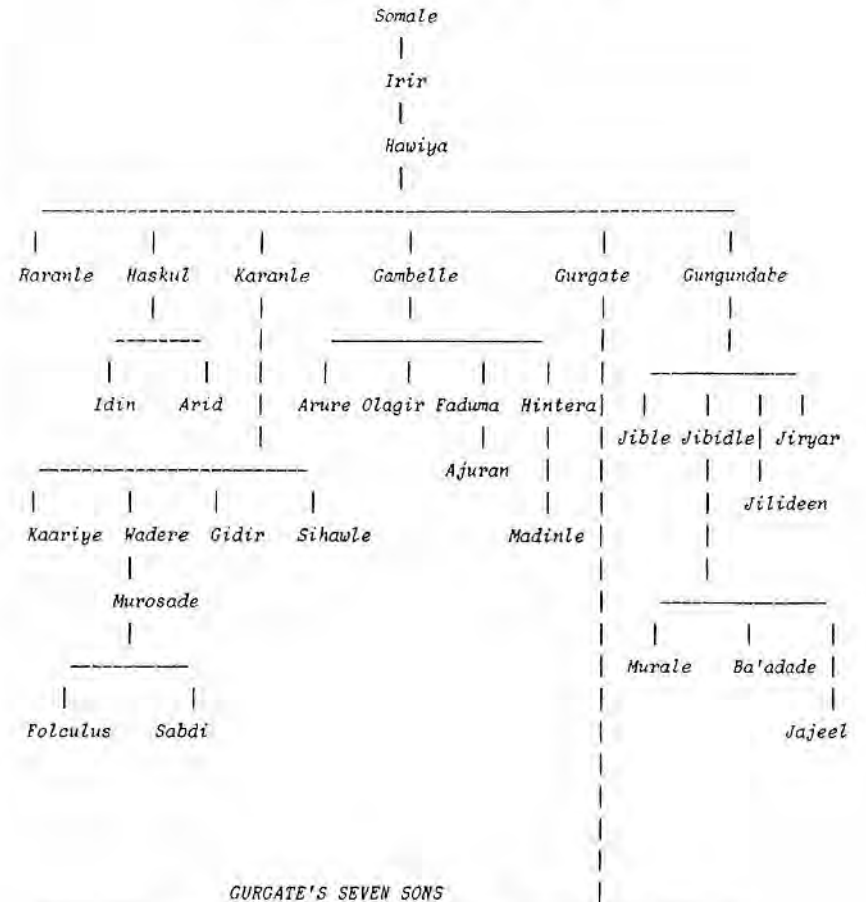 Somale
Irir
Hawiya
Raranle Haskul Karanle Gambelle Gurgate Gungundabe
Idin Arid Arure Olagir Faduma Hintera
Jible Jibidle Jiryar
Ajuran
Jilideen
Kaariye Wadere Gidir Sihawle Madinle
Murosade
Murale Ba'adade
Folculus Sabdi Jajeel
GURGATE'S SEVEN SONS